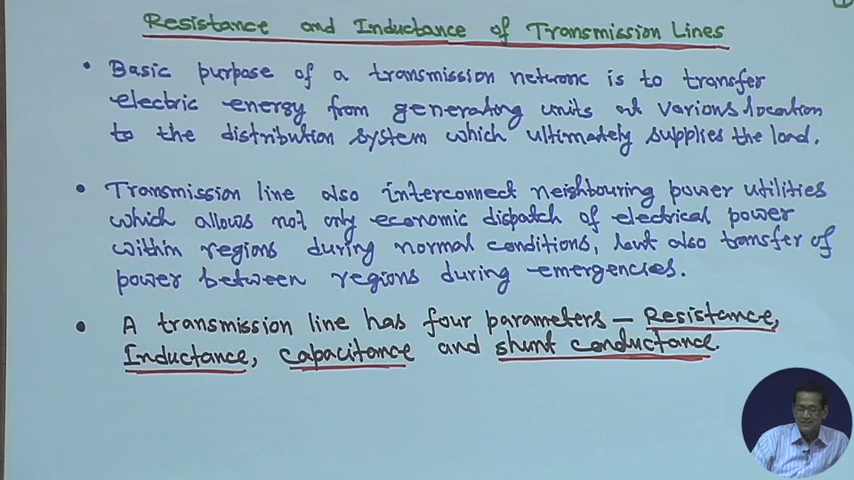 Resistance and Inductance of Transmission Lines
• Basic purpose of a transmission network is to transfer
electric energy from generating units at various location
to the distribution system which ultimately supplies the load.
• Transmission line also interconnect neighbouring power utilities
which allows not only economic dispatch of electrical power
within regions during normal conditions, but also transfer of
power between regions during emergencies.
• A transmission line has four parameters — Resistance,
Inductance, capacitance and shunt conductance.